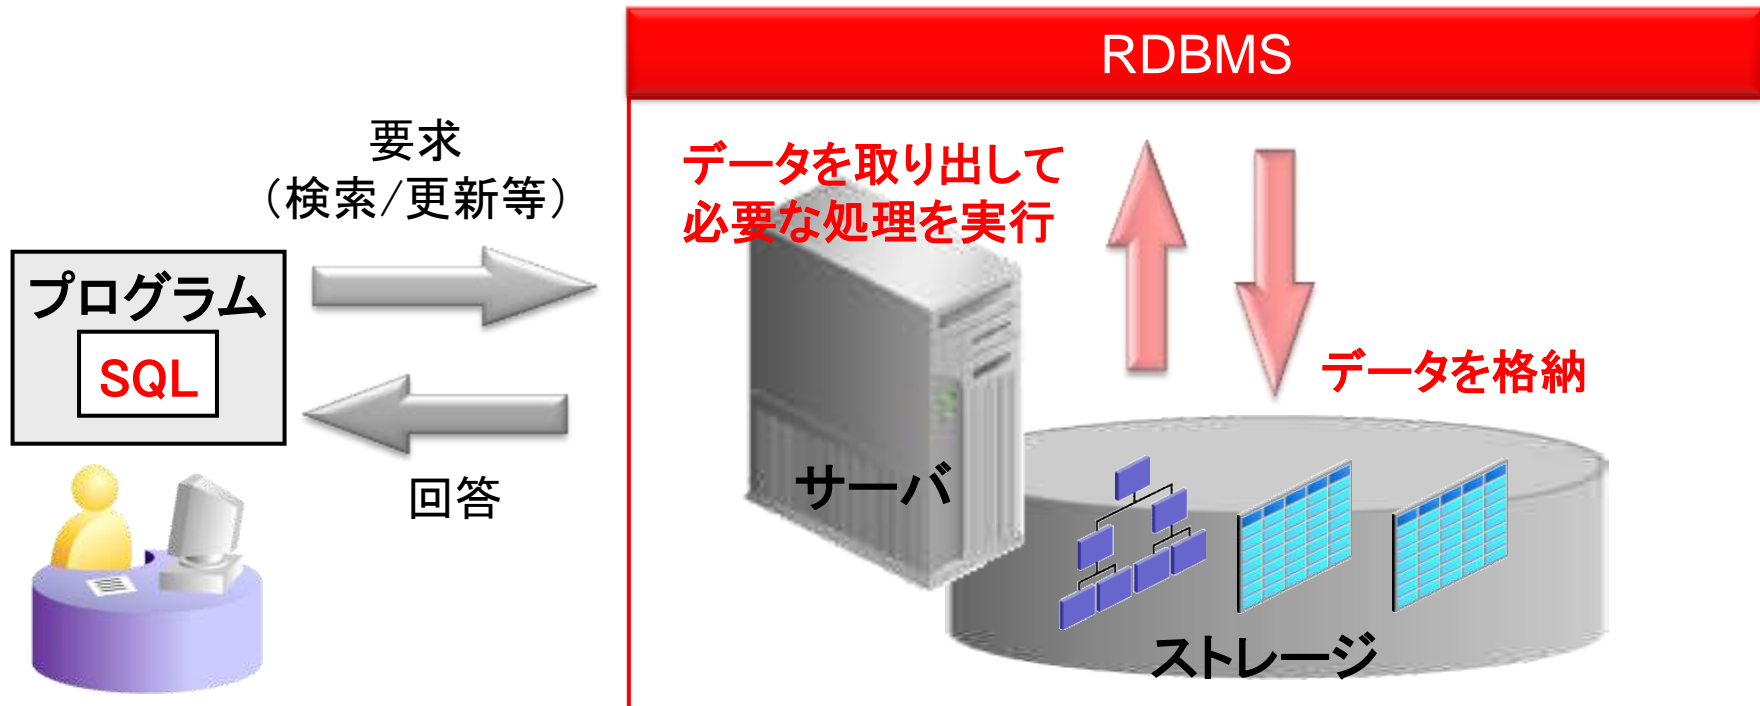 RDBMS
要求
（検索/更新等）
プログラム
SQL
回答
データを取り出して
必要な処理を実行
データを格納
サーバ
ストレージ